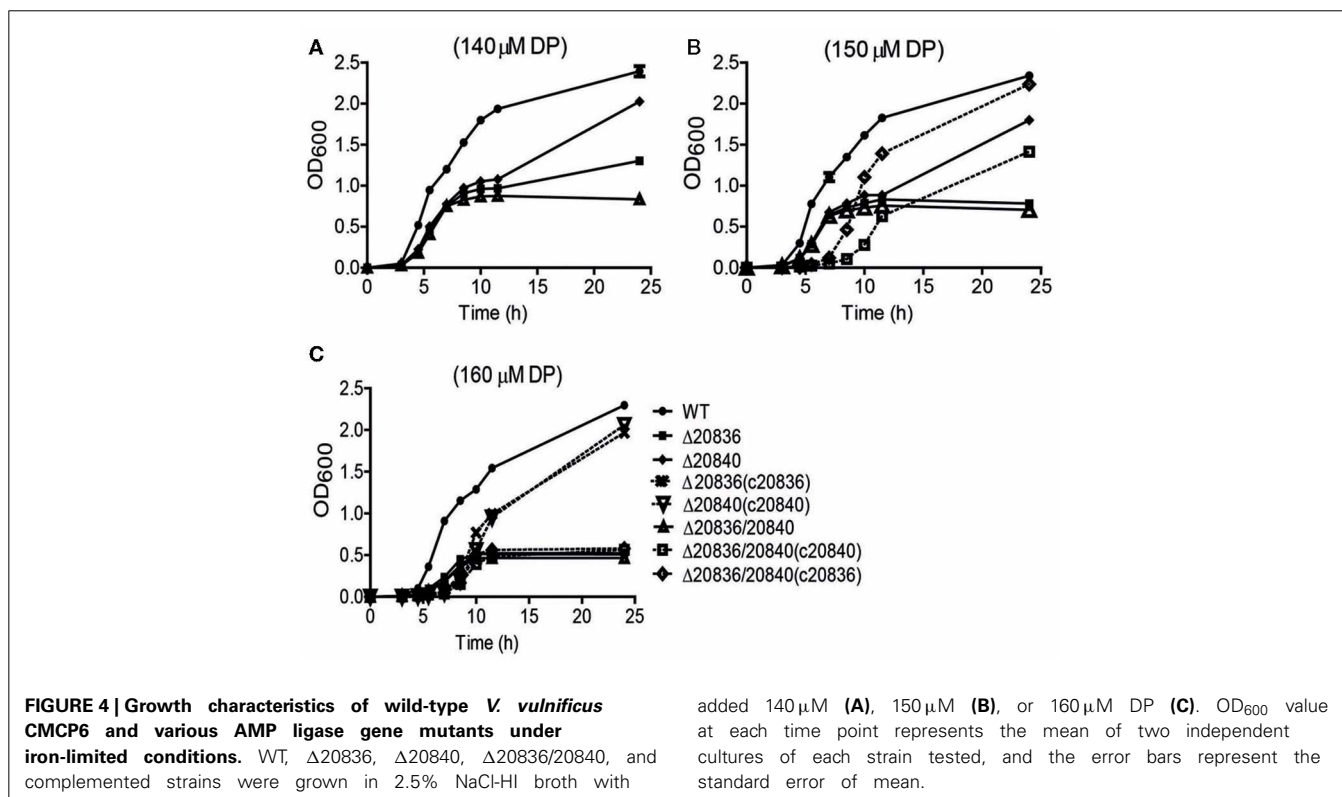 A
(140 µM DP)
2.5
2.0
1.5
1.0
0.5
0.0
OD600
0 5 10 15 20 25
Time (h)
B
(150 µM DP)
2.5
2.0
1.5
1.0
0.5
0.0
OD600
0 5 10 15 20 25
Time (h)
C
(160 µM DP)
2.5
2.0
1.5
1.0
0.5
0.0
OD600
0 5 10 15 20 25
Time (h)
WT
Δ20836
Δ20840
Δ20836(c20836)
Δ20840(c20840)
Δ20836/20840
Δ20836/20840(c20840)
Δ20836/20840(c20836)
FIGURE 4 | Growth characteristics of wild-type V. vulnificus
CMCP6 and various AMP ligase gene mutants under
iron-limited conditions. WT, Δ20836, Δ20840, Δ20836/20840, and
complemented strains were grown in 2.5% NaCl-HI broth with
added 140 µM (A), 150 µM (B), or 160 µM DP (C). OD600 value
at each time point represents the mean of two independent
cultures of each strain tested, and the error bars represent the
standard error of mean.